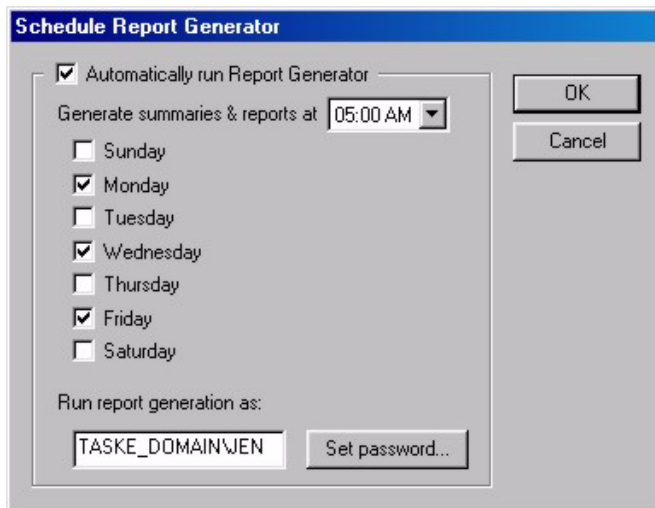 Schedule Report Generator
Automatically run Report Generator
OK
Generate summaries & reports at 05:00 AM
Cancel
Sunday
Monday
Tuesday
Wednesday
Thursday
Friday
Saturday
Run report generation as:
TASKE_DOMAIN\JEN Set password...